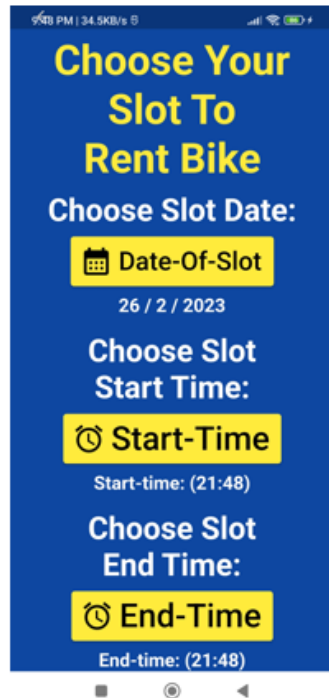 9:48 PM | 34.5KB/s
Choose Your
Slot To
Rent Bike
Choose Slot Date:
Date-Of-Slot
26 / 2 / 2023
Choose Slot
Start Time:
Start-Time
Start-time: (21:48)
Choose Slot
End Time:
End-Time
End-time: (21:48)